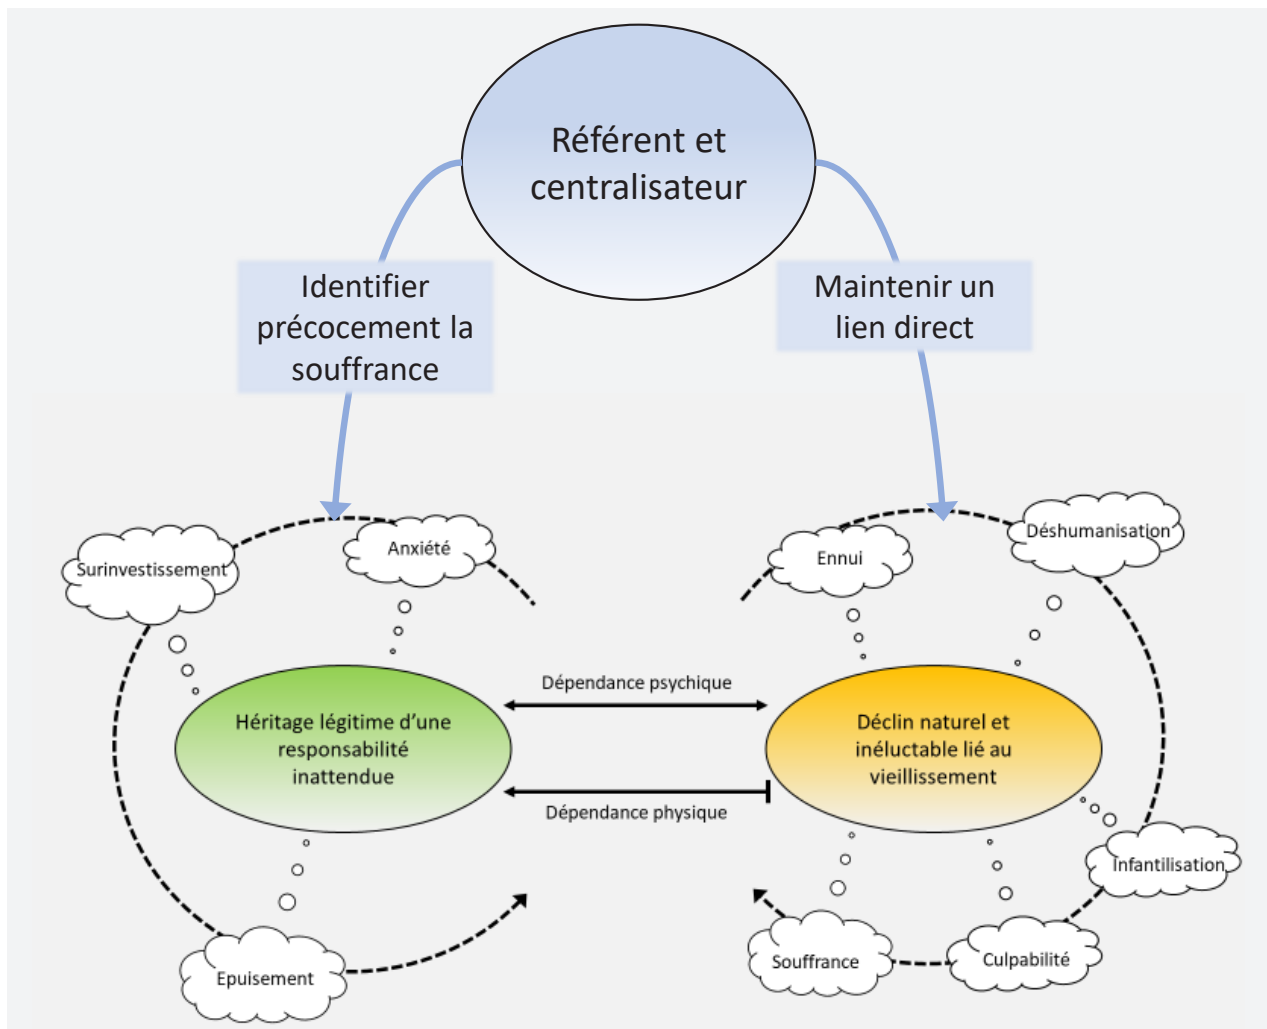 Référent et
centralisateur
Identifier
précocement la
souffrance
Maintenir un
lien direct
Surinvestissement
Anxiété
Ennui
Déshumanisation
Dépendance psychique
Héritage légitime d'une
responsabilité
inattendue
Déclin naturel et
inéluctable lié au
vieillissement
Dépendance physique
Infantilisation
Epuisement
Souffrance
Culpabilité